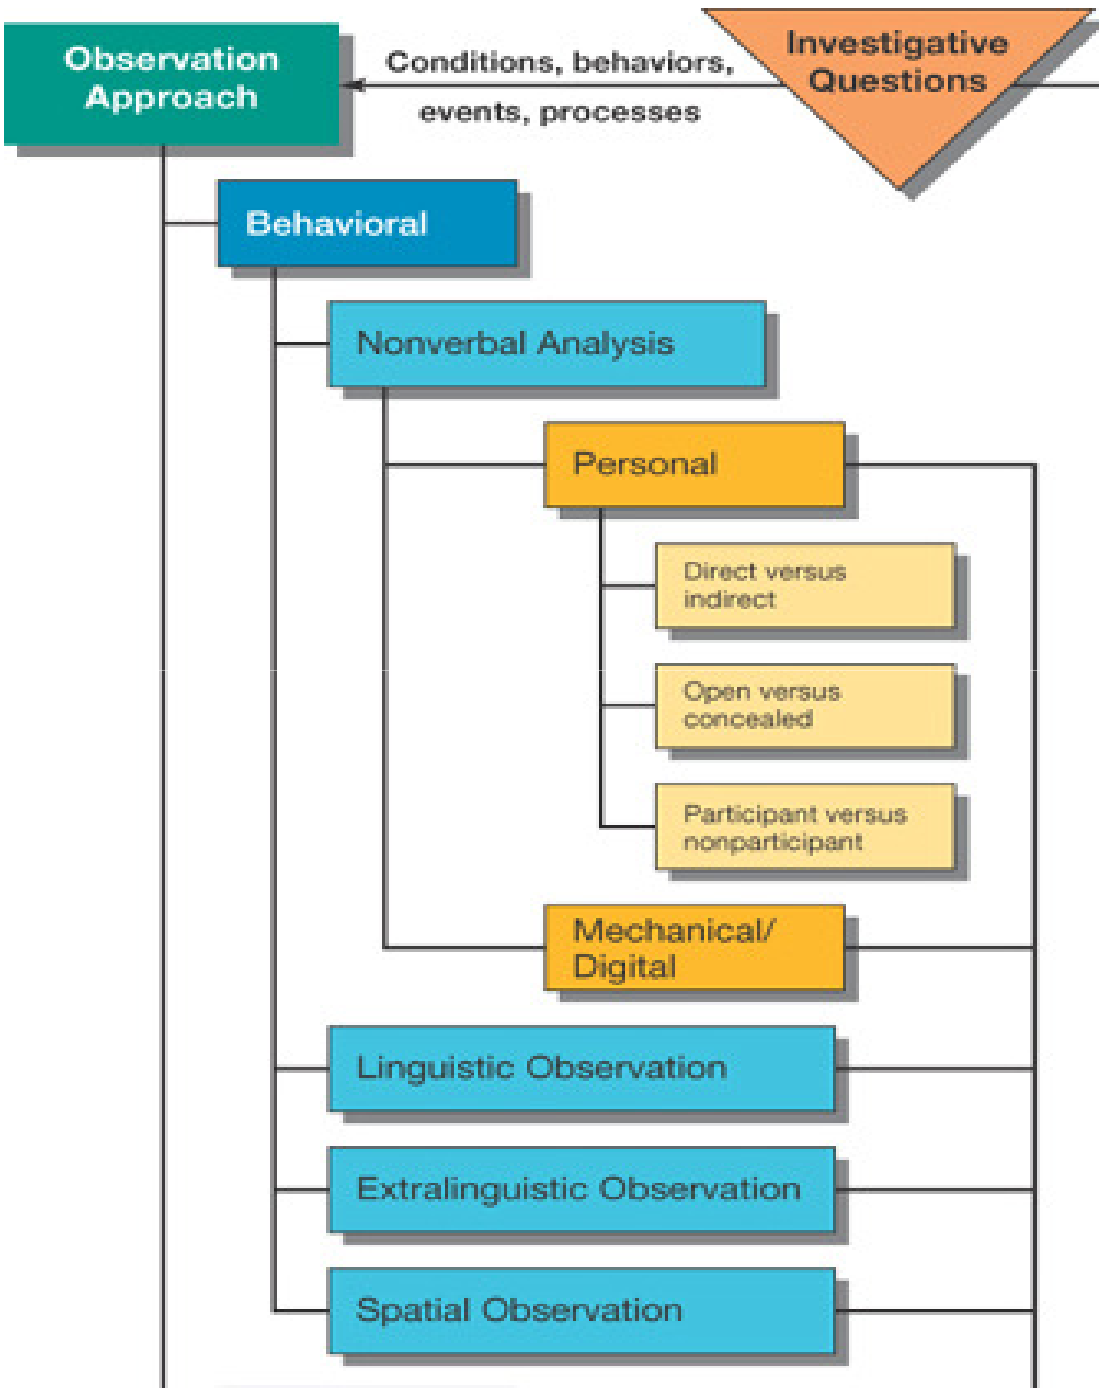 Observation
Approach
Conditions, behaviors,
events, processes
Investigative
Questions
Behavioral
Nonverbal Analysis
Personal
Direct versus
indirect
Open versus
concealed
Participant versus
nonparticipant
Mechanical/
Digital
Linguistic Observation
Extralinguistic Observation
Spatial Observation